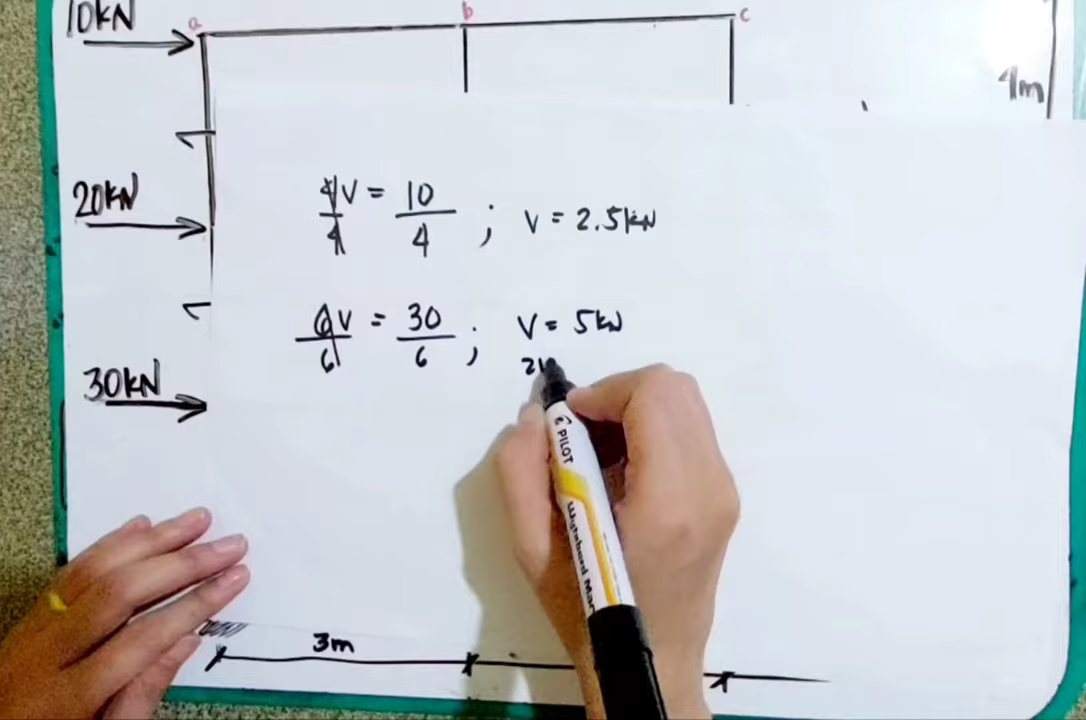 10kN
a b c
4m
20kN
4V = 10
4 4 ; V = 2.5kN
6V = 30
6 6 ; V = 5kN
30kN
PILOT
3m